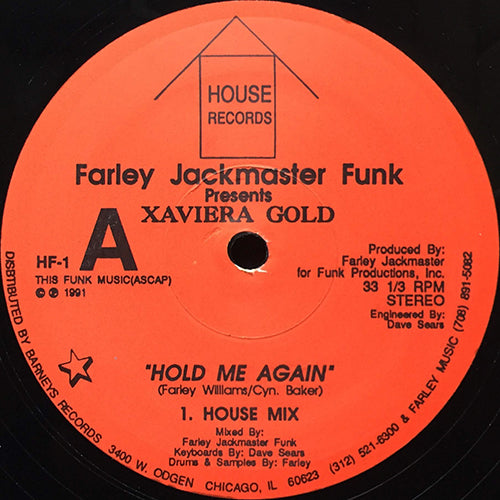 HOUSE
RECORDS
Farley Jackmaster Funk
Presents
XAVIERA GOLD
A
HF-1
THIS FUNK MUSIC(ASCAP)
© ℗ 1991
Produced By:
Farley Jackmaster
for Funk Productions, Inc.
33 1/3 RPM
STEREO
Engineered By:
Dave Sears
"HOLD ME AGAIN"
(Farley Williams/Cyn. Baker)
1. HOUSE MIX
Mixed By:
Farley Jackmaster Funk
Keyboards By: Dave Sears
Drums & Samples By: Farley
DISBTIBUTED BY BARNEYS RECORDS 3400 W. ODGEN CHICAGO, IL 60623 (312) 521-6300 & FARLEY MUSIC (708) 891-5082